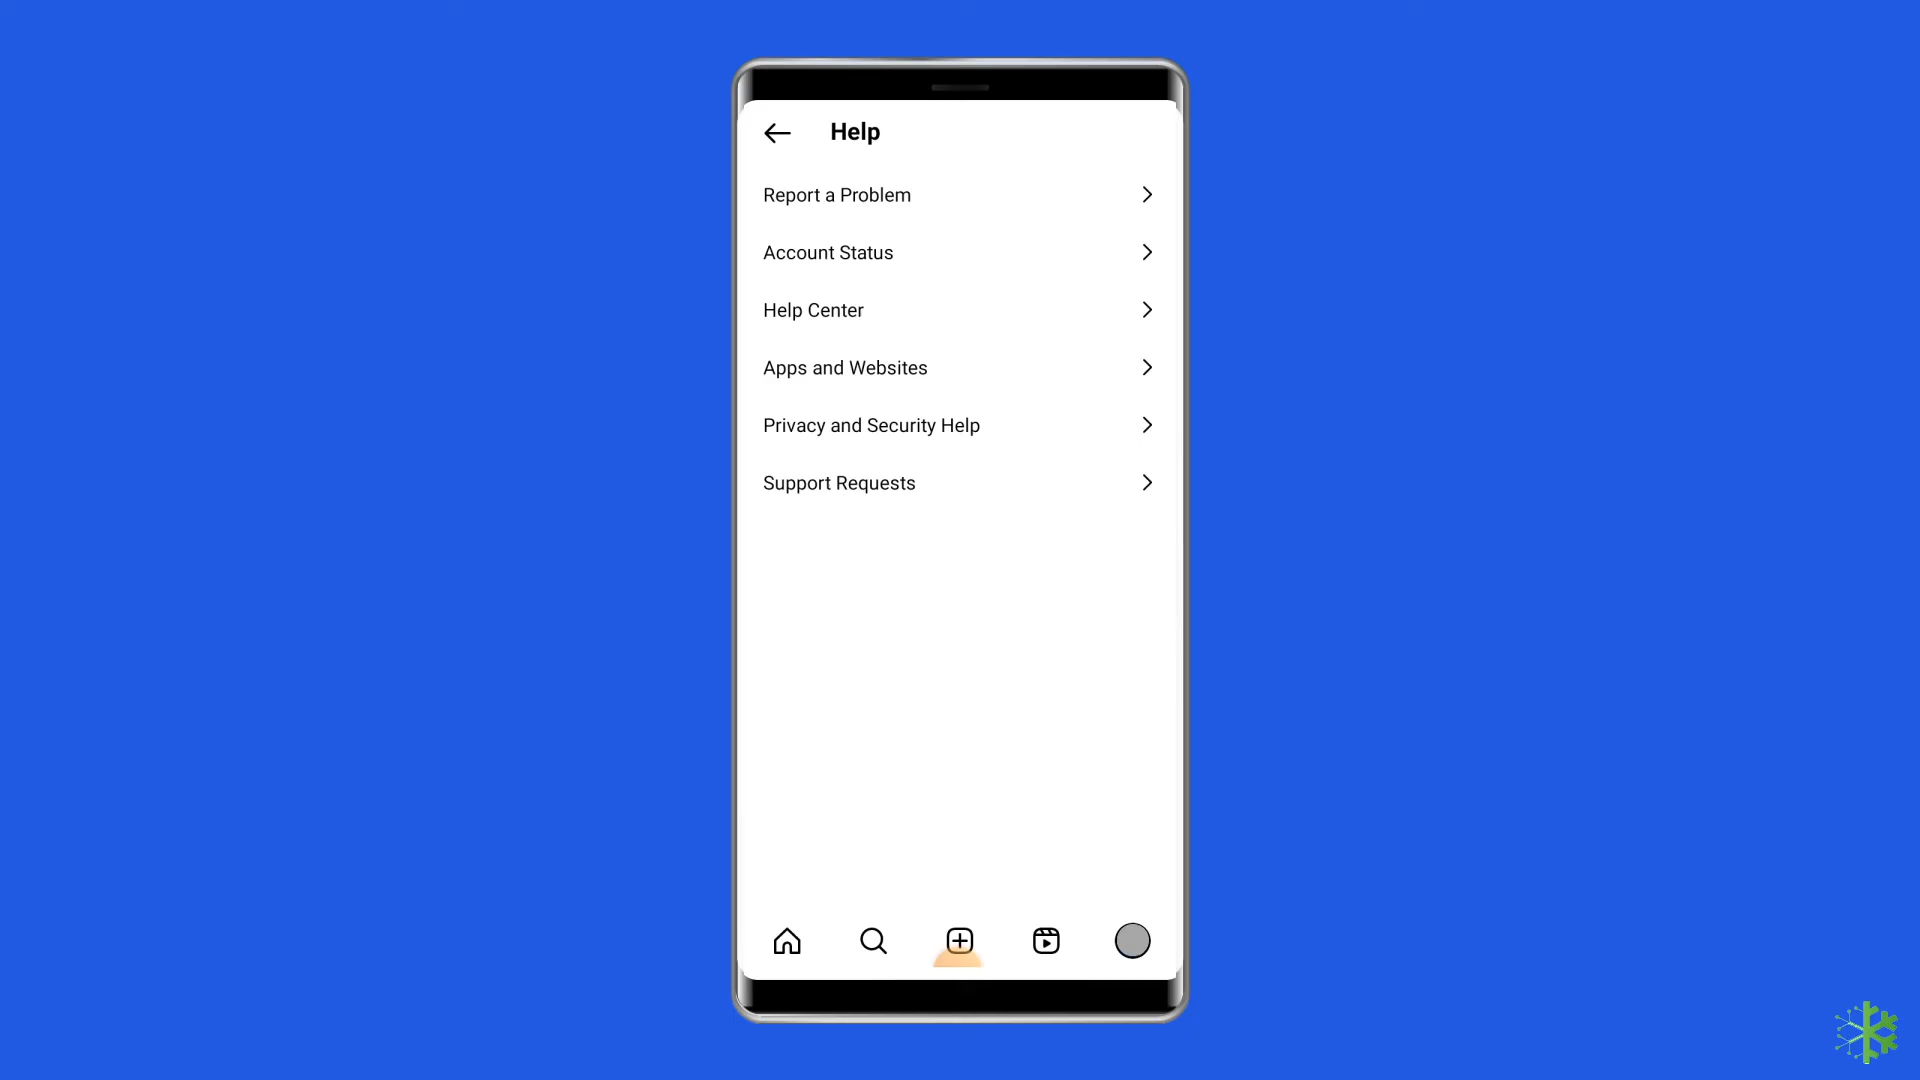 Help
Report a Problem
Account Status
Help Center
Apps and Websites
Privacy and Security Help
Support Requests